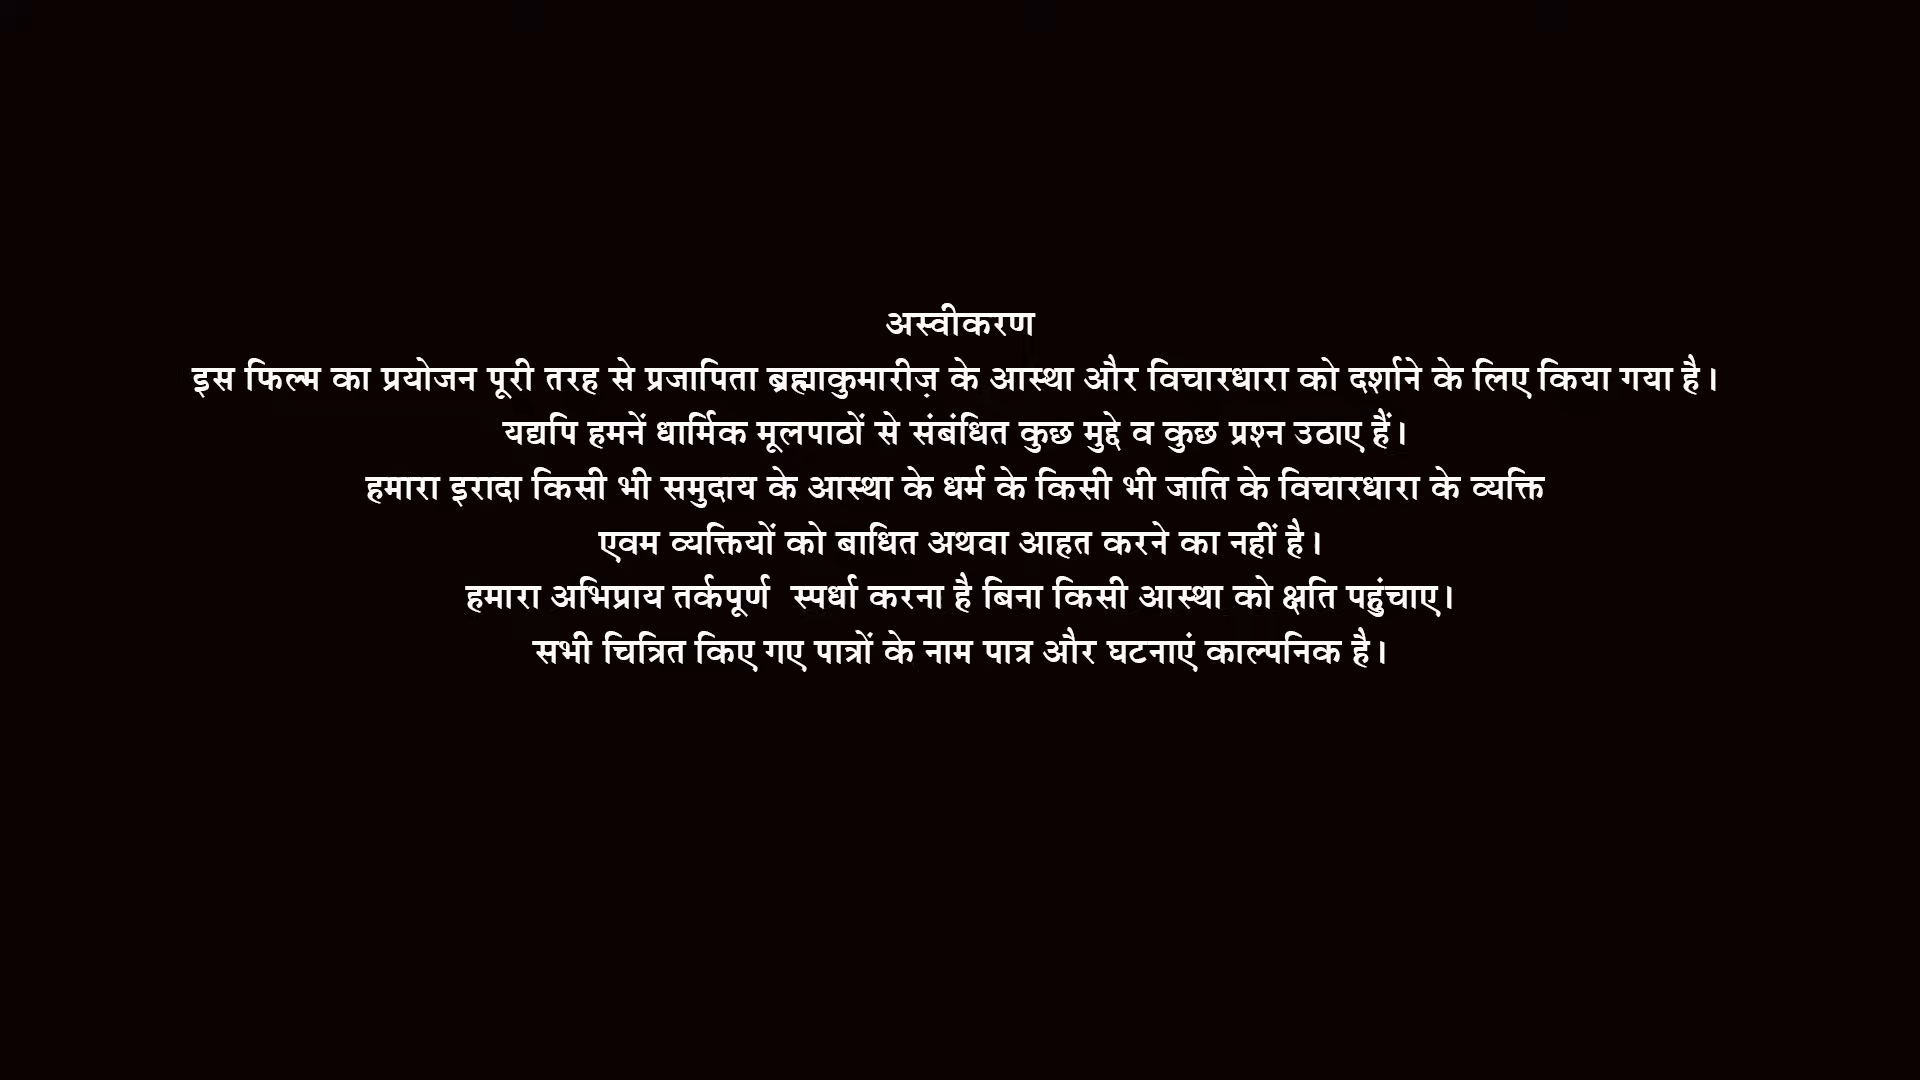 अस्वीकरण
इस फिल्म का प्रयोजन पूरी तरह से प्रजापिता ब्रह्माकुमारीज़ के आस्था और विचारधारा को दर्शाने के लिए किया गया है।
यद्यपि हमनें धार्मिक मूलपाठों से संबंधित कुछ मुद्दे व कुछ प्रश्न उठाए हैं।
हमारा इरादा किसी भी समुदाय के आस्था के धर्म के किसी भी जाति के विचारधारा के व्यक्ति
एवम व्यक्तियों को बाधित अथवा आहत करने का नहीं है।
हमारा अभिप्राय तर्कपूर्ण स्पर्धा करना है बिना किसी आस्था को क्षति पहुंचाए।
सभी चित्रित किए गए पात्रों के नाम पात्र और घटनाएं काल्पनिक है।